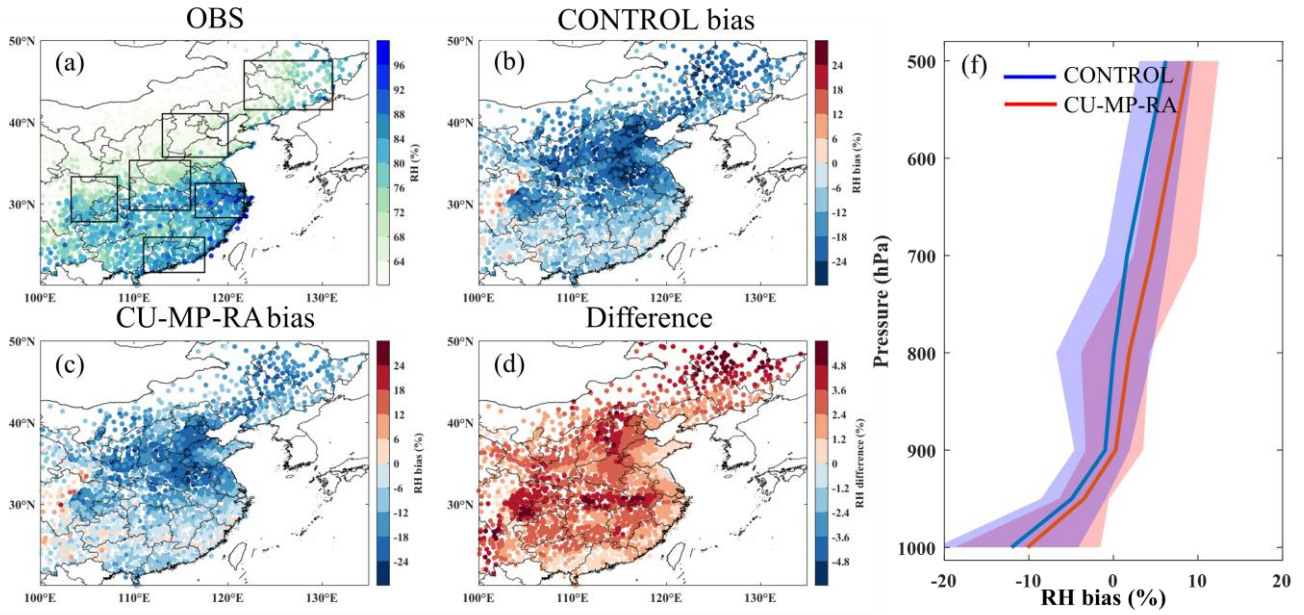 OBS
(a)
50°N
40°N
30°N
100°E 110°E 120°E 130°E
96
92
88
84
80
76
72
68
64
RH (%)
CONTROL bias
(b)
50°N
40°N
30°N
100°E 110°E 120°E 130°E
24
18
12
6
0
-6
-12
-18
-24
RH bias (%)
CU-MP-RA bias
(c)
50°N
40°N
30°N
100°E 110°E 120°E 130°E
24
18
12
6
0
-6
-12
-18
-24
RH bias (%)
Difference
(d)
50°N
40°N
30°N
100°E 110°E 120°E 130°E
4.8
3.6
2.4
1.2
0
-1.2
-2.4
-3.6
-4.8
RH difference (%)
(f)
CONTROL
CU-MP-RA
500
600
700
800
900
1000
Pressure (hPa)
-20 -10 0 10 20
RH bias (%)